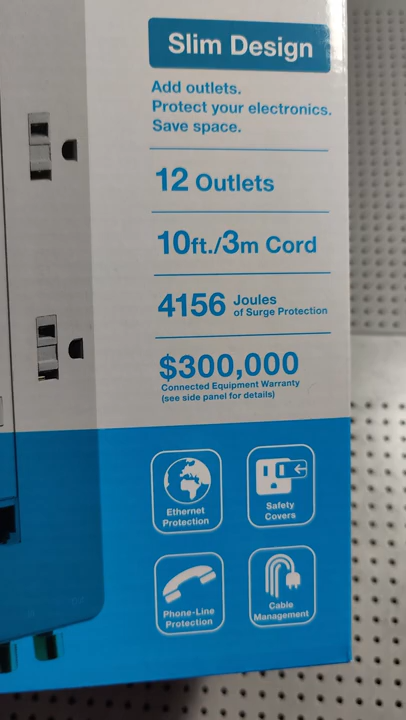 Slim Design
Add outlets.
Protect your electronics.
Save space.
12 Outlets
10ft./3m Cord
4156 Joules
of Surge Protection
$300,000
Connected Equipment Warranty
(see side panel for details)
Ethernet
Protection
Safety
Covers
Phone-Line
Protection
Cable
Management